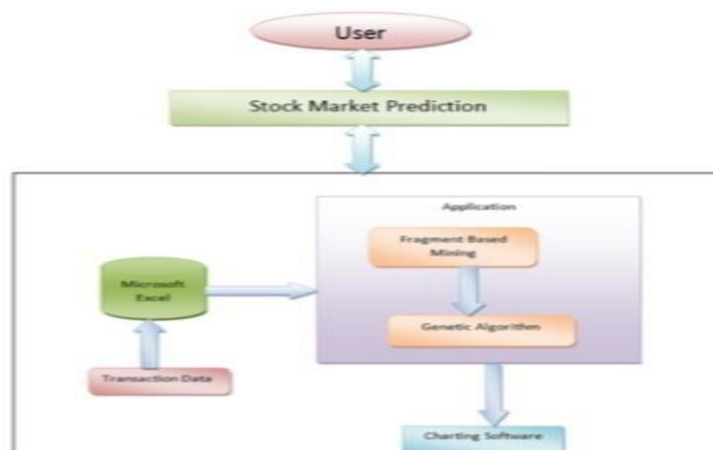 User
Stock Market Prediction
Application
Fragment Based
Mining
Microsoft
Excel
Genetic Algorithm
Transaction Data
Charting Software